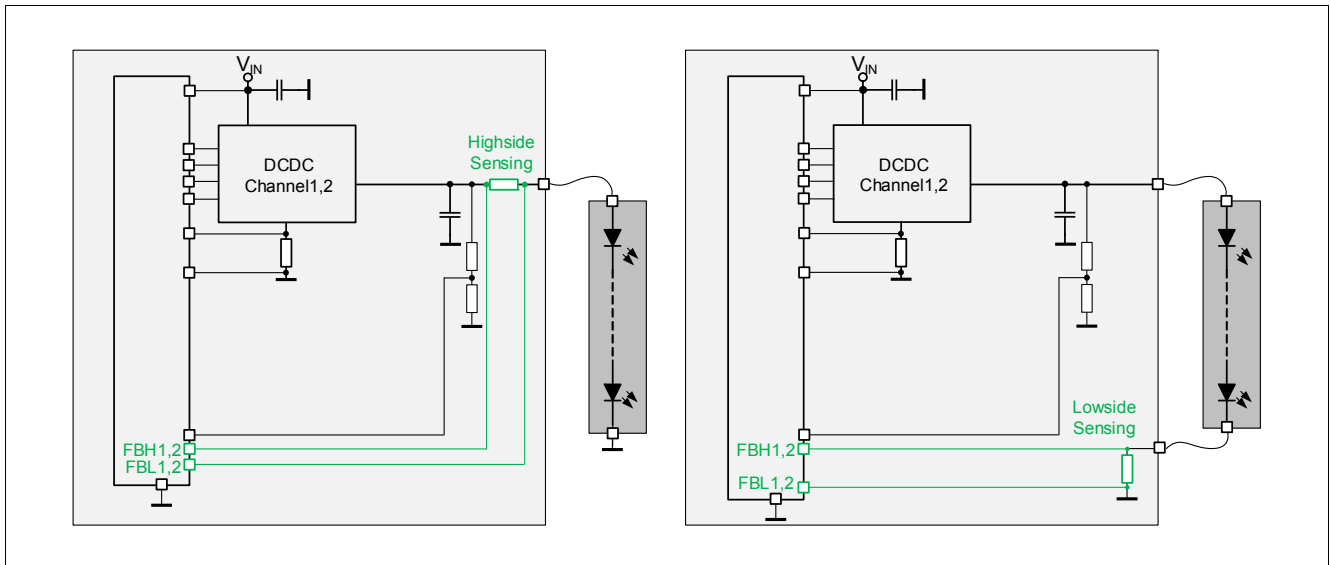 VIN
DCDC
Channel1,2
Highside
Sensing
FBH1,2
FBL1,2
VIN
DCDC
Channel1,2
Lowside
Sensing
FBH1,2
FBL1,2